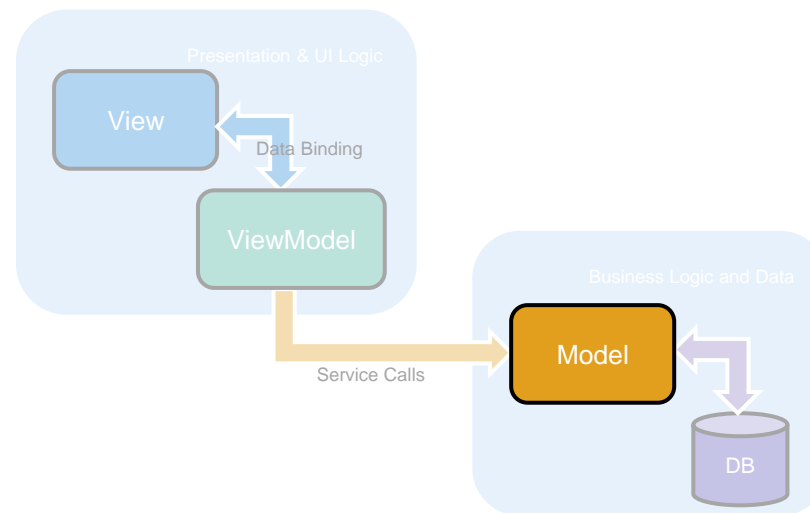 Presentation & UI Logic
View
Data Binding
ViewModel
Business Logic and Data
Model
Service Calls
DB